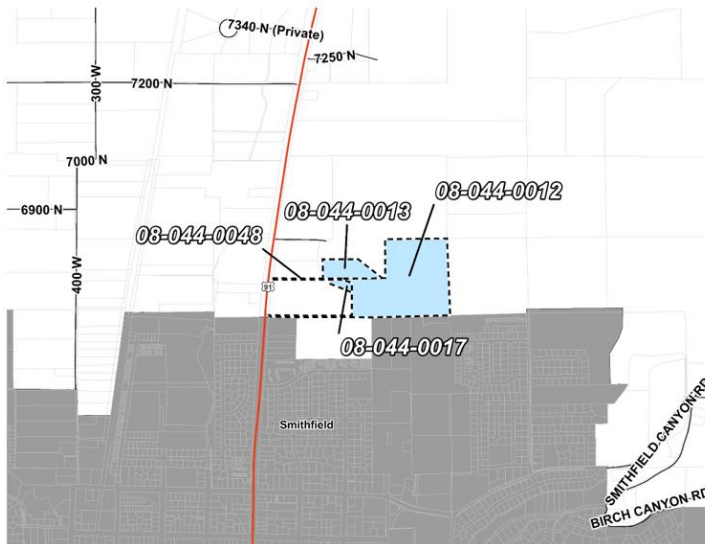 7340 N (Private)
7250 N
300 W
7200 N
7000 N
6900 N
400 W
08-044-0012
08-044-0013
08-044-0048
91
08-044-0017
Smithfield
SMITHFIELD CANYON RD
BIRCH CANYON RD